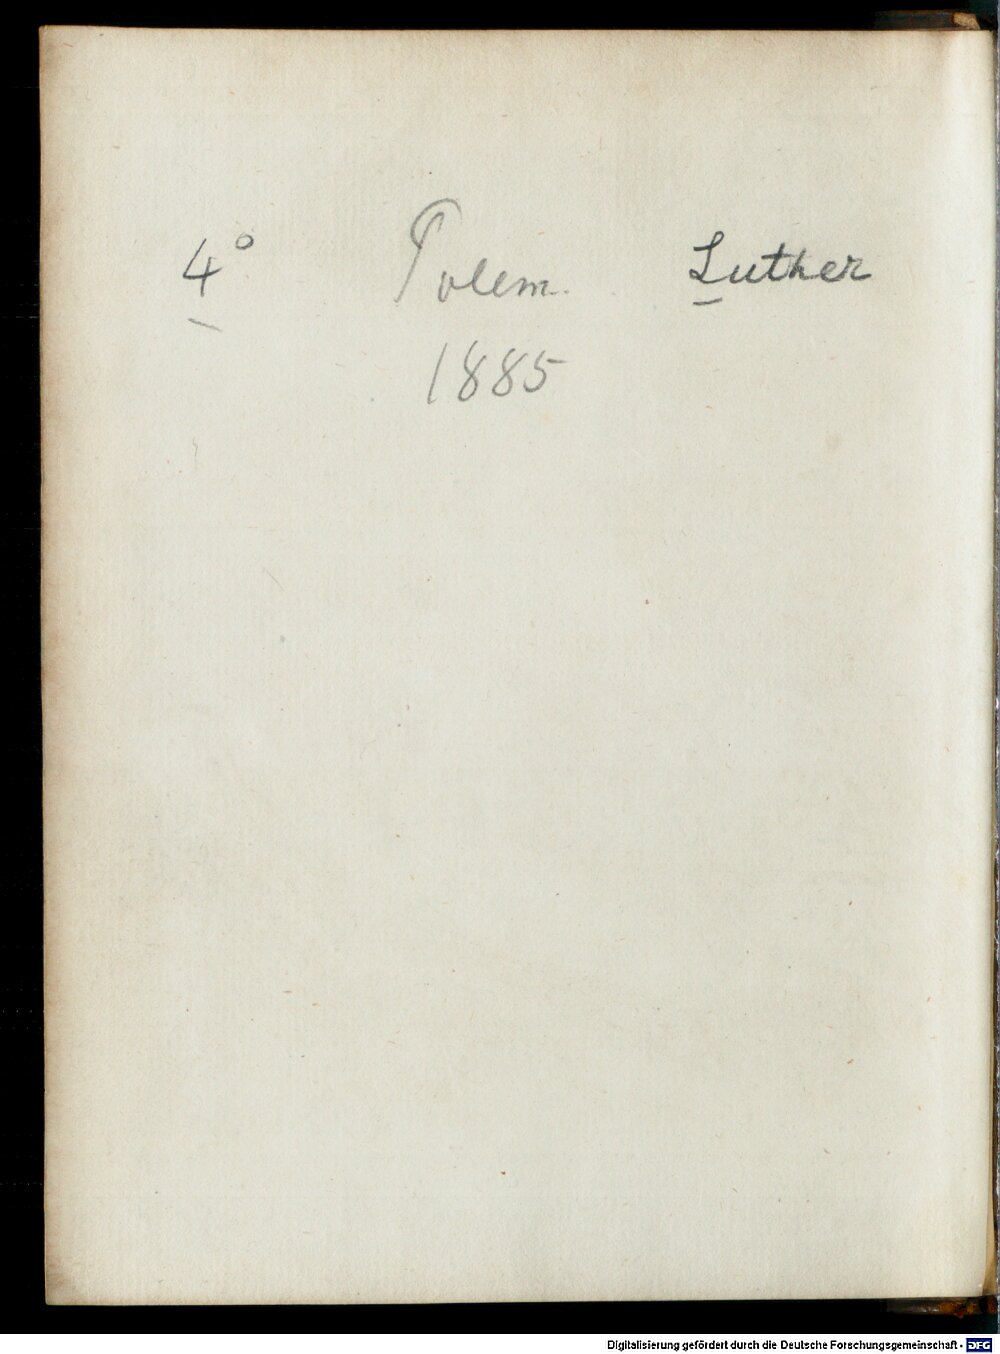 4° Polem. Luther
1885
Digitalisierung gefördert durch die Deutsche Forschungsgemeinschaft - DFG